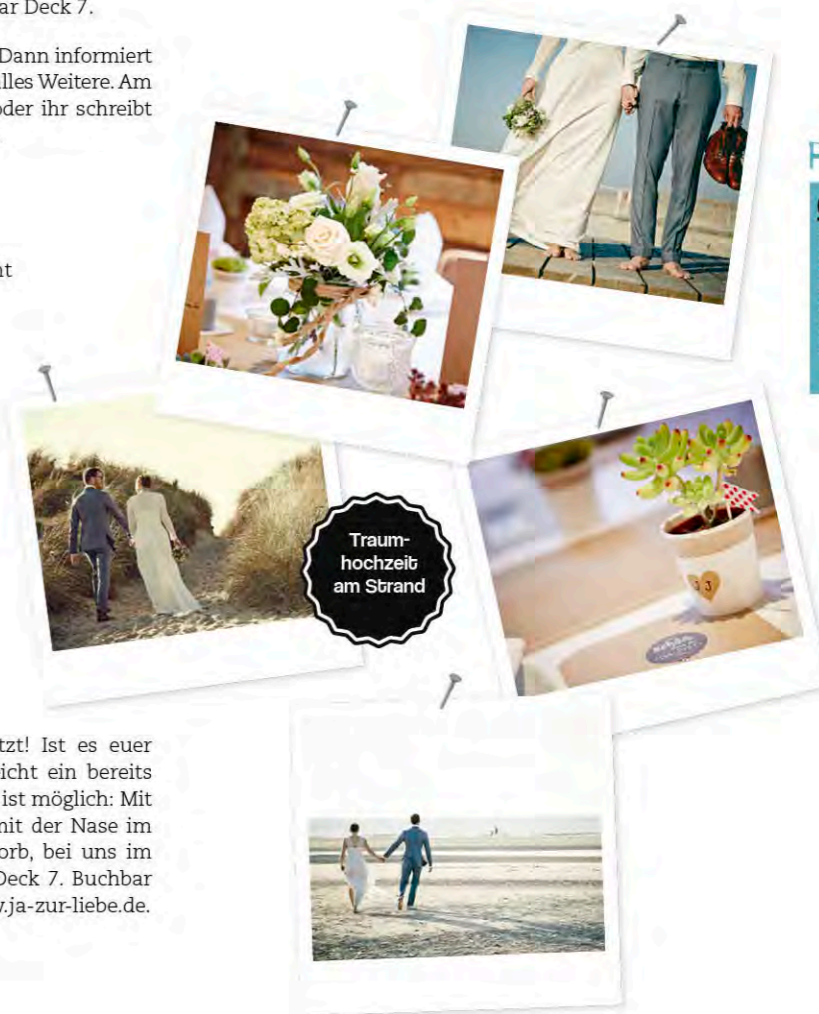 ar Deck 7.
Dann informiert
lles Weitere. Am
oder ihr schreibt
Traum-
hochzeit
am Strand
J J
tzt! Ist es euer
eicht ein bereits
ist möglich: Mit
mit der Nase im
orb, bei uns im
Deck 7. Buchbar
w.ja-zur-liebe.de.